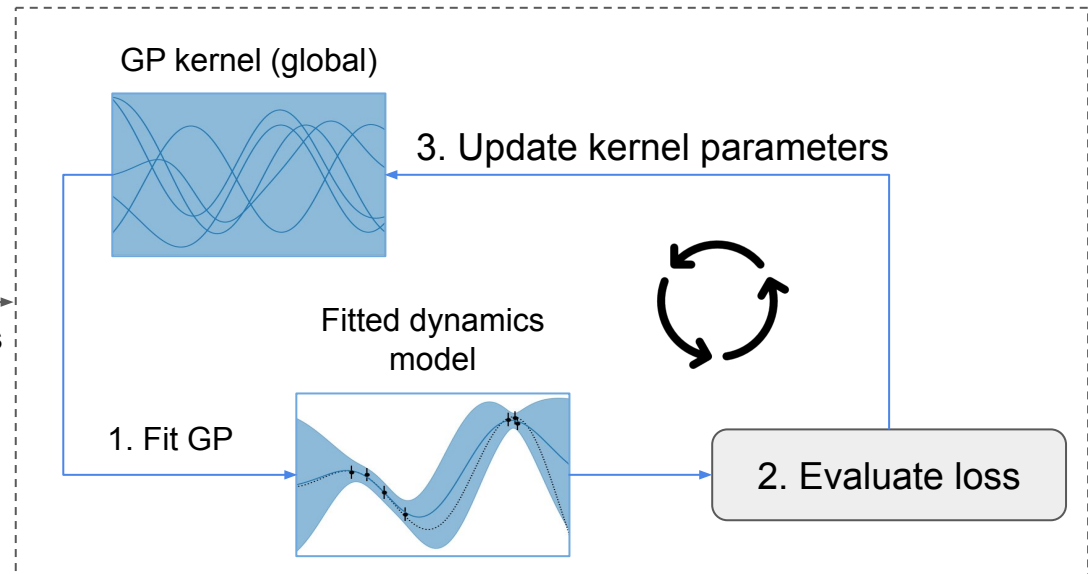 GP kernel (global)
3. Update kernel parameters
Fitted dynamics
model
1. Fit GP
2. Evaluate loss
s